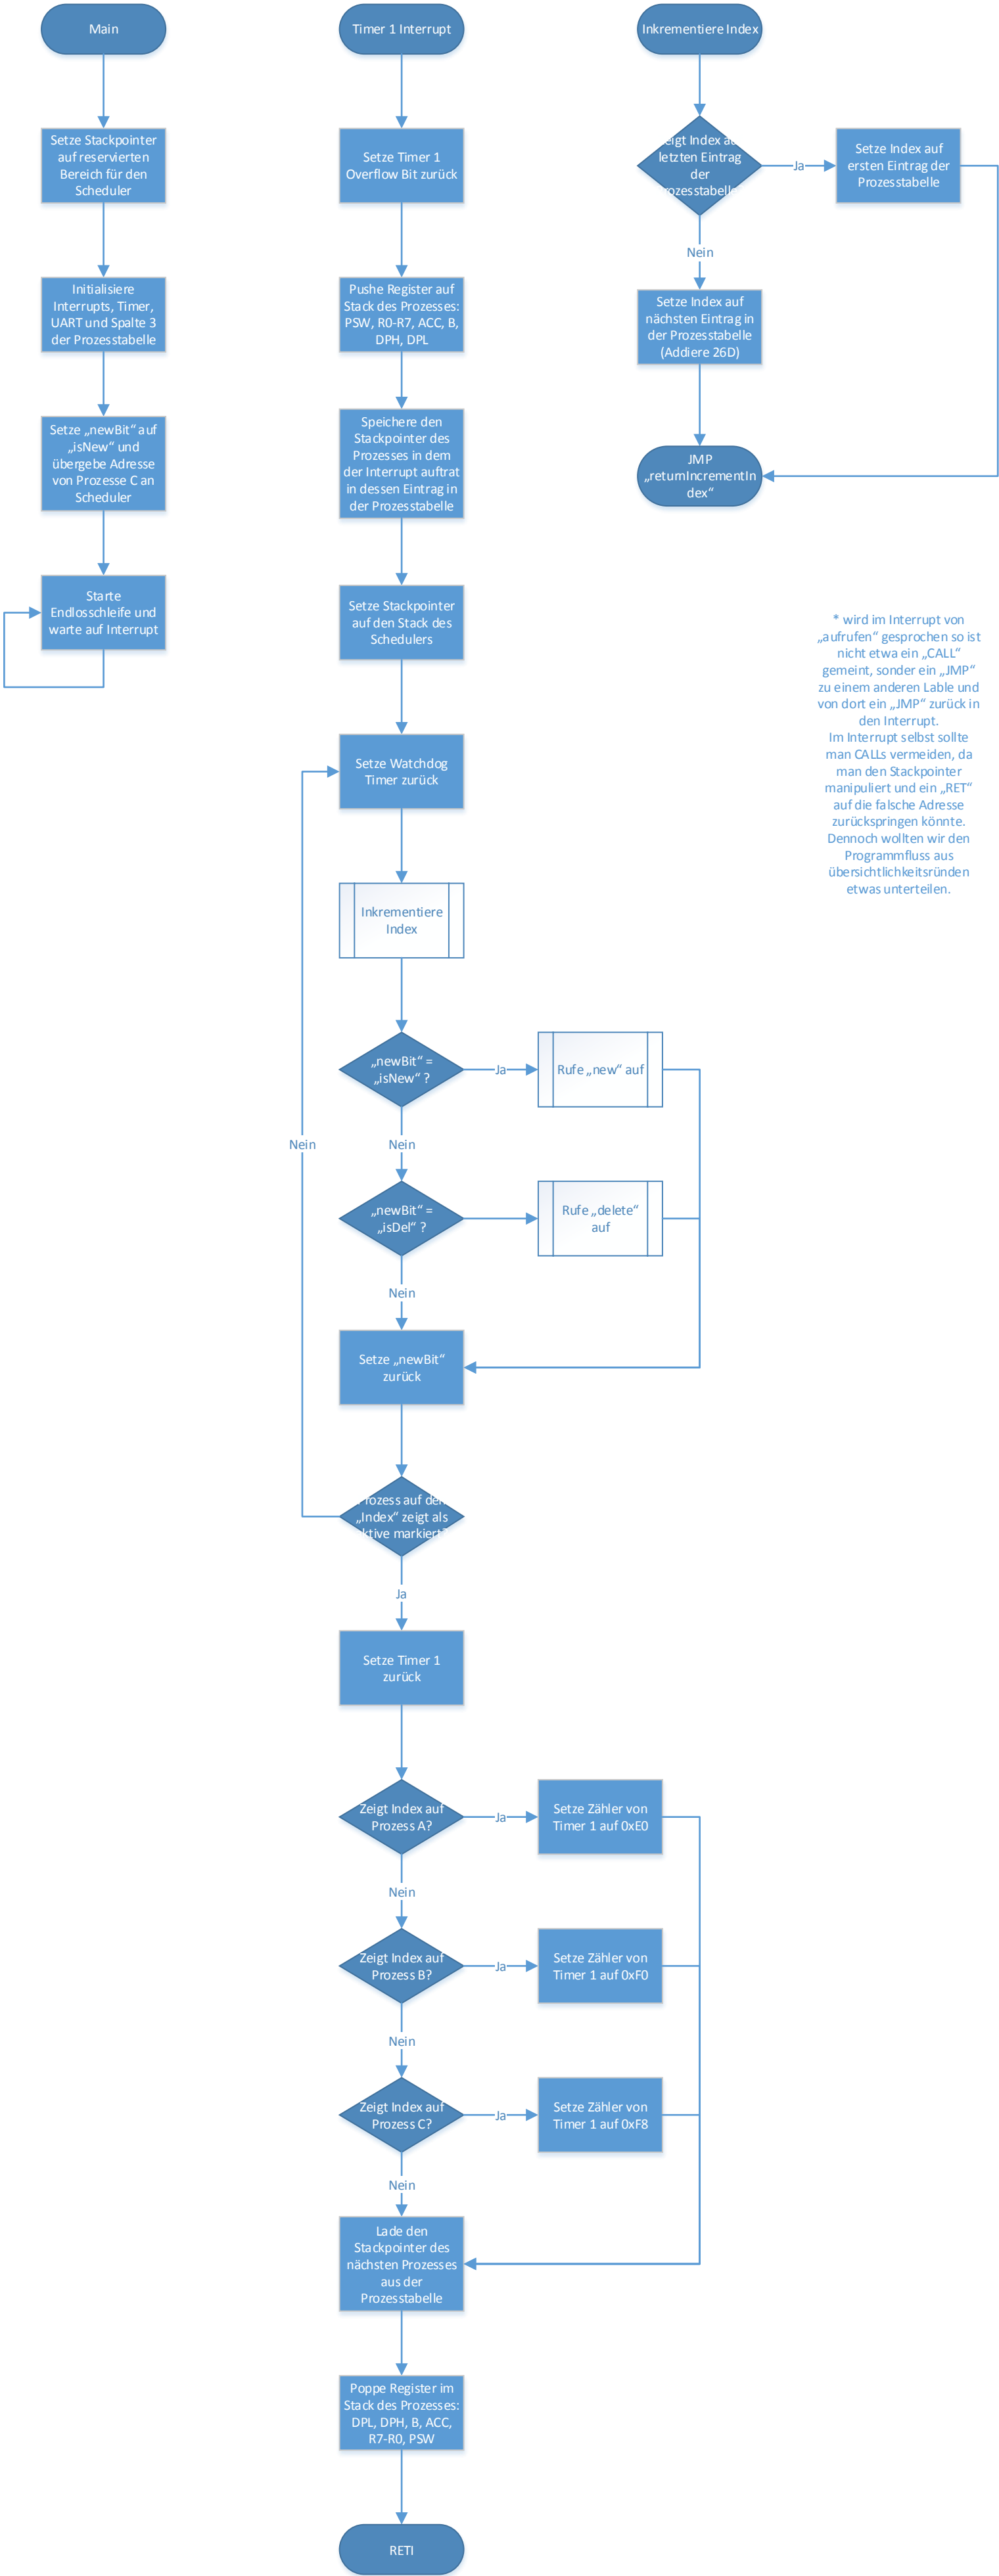 Main
Setze Stackpointer
auf reservierten
Bereich für den
Scheduler
Initialisiere
Interrupts, Timer,
UART und Spalte 3
der Prozesstabelle
Setze „newBit“ auf
„isNew“ und
übergebe Adresse
von Prozesse C an
Scheduler
Starte
Endlosschleife und
warte auf Interrupt
Timer 1 Interrupt
Setze Timer 1
Overflow Bit zurück
Pushe Register auf
Stack des Prozesses:
PSW, R0-R7, ACC, B,
DPH, DPL
Speichere den
Stackpointer des
Prozesses in dem
der Interrupt auftrat
in dessen Eintrag in
der Prozesstabelle
Setze Stackpointer
auf den Stack des
Schedulers
Setze Watchdog
Timer zurück
Inkrementiere
Index
„newBit“ =
„isNew“ ?
Ja
Rufe „new“ auf
Nein
Nein
„newBit“ =
„isDel“ ?
Rufe „delete“
auf
Nein
Setze „newBit“
zurück
auf
„Index“ zeigt als
Ja
Setze Timer 1
zurück
Zeigt Index auf
Prozess A?
Ja
Setze Zähler von
Timer 1 auf 0xE0
Nein
Zeigt Index auf
Prozess B?
Ja
Setze Zähler von
Timer 1 auf 0xF0
Nein
Zeigt Index auf
Prozess C?
Ja
Setze Zähler von
Timer 1 auf 0xF8
Nein
Lade den
Stackpointer des
nächsten Prozesses
aus der
Prozesstabelle
Poppe Register im
Stack des Prozesses:
DPL, DPH, B, ACC,
R7-R0, PSW
RETI
Inkrementiere Index
Index
letzten Eintrag
der
Ja
Setze Index auf
ersten Eintrag der
Prozesstabelle
Nein
Setze Index auf
nächsten Eintrag in
der Prozesstabelle
(Addiere 26D)
JMP
„returnIncrementIn
dex“
* wird im Interrupt von
„aufrufen“ gesprochen so ist
nicht etwa ein „CALL“
gemeint, sonder ein „JMP“
zu einem anderen Lable und
von dort ein „JMP“ zurück in
den Interrupt.
Im Interrupt selbst sollte
man CALLs vermeiden, da
man den Stackpointer
manipuliert und ein „RET“
auf die falsche Adresse
zurückspringen könnte.
Dennoch wollten wir den
Programmfluss aus
übersichtlichkeitsründen
etwas unterteilen.